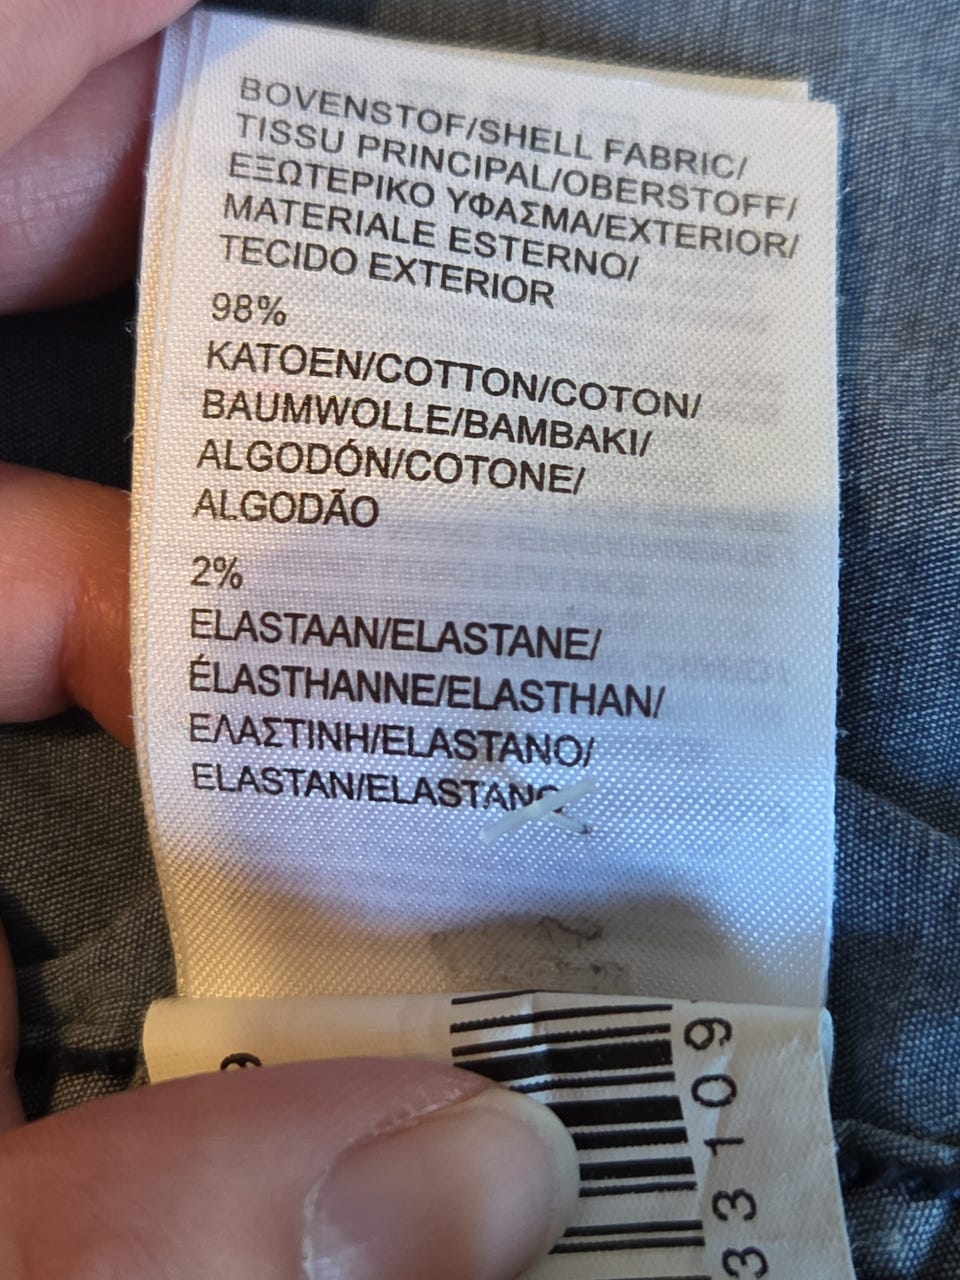 BOVENSTOF/SHELL FABRIC/
TISSU PRINCIPAL/OBERSTOFF/
ΕΞΩΤΕΡΙΚΟ ΥΦΑΣΜΑ/EXTERIOR/
MATERIALE ESTERNO/
TECIDO EXTERIOR
98%
KATOEN/COTTON/COTON/
BAUMWOLLE/BAMBAKI/
ALGODÓN/COTONE/
ALGODÃO
2%
ELASTAAN/ELASTANE/
ÉLASTHANNE/ELASTHAN/
ΕΛΑΣΤΙΝΗ/ELASTANO/
ELASTAN/ELASTANO
33109